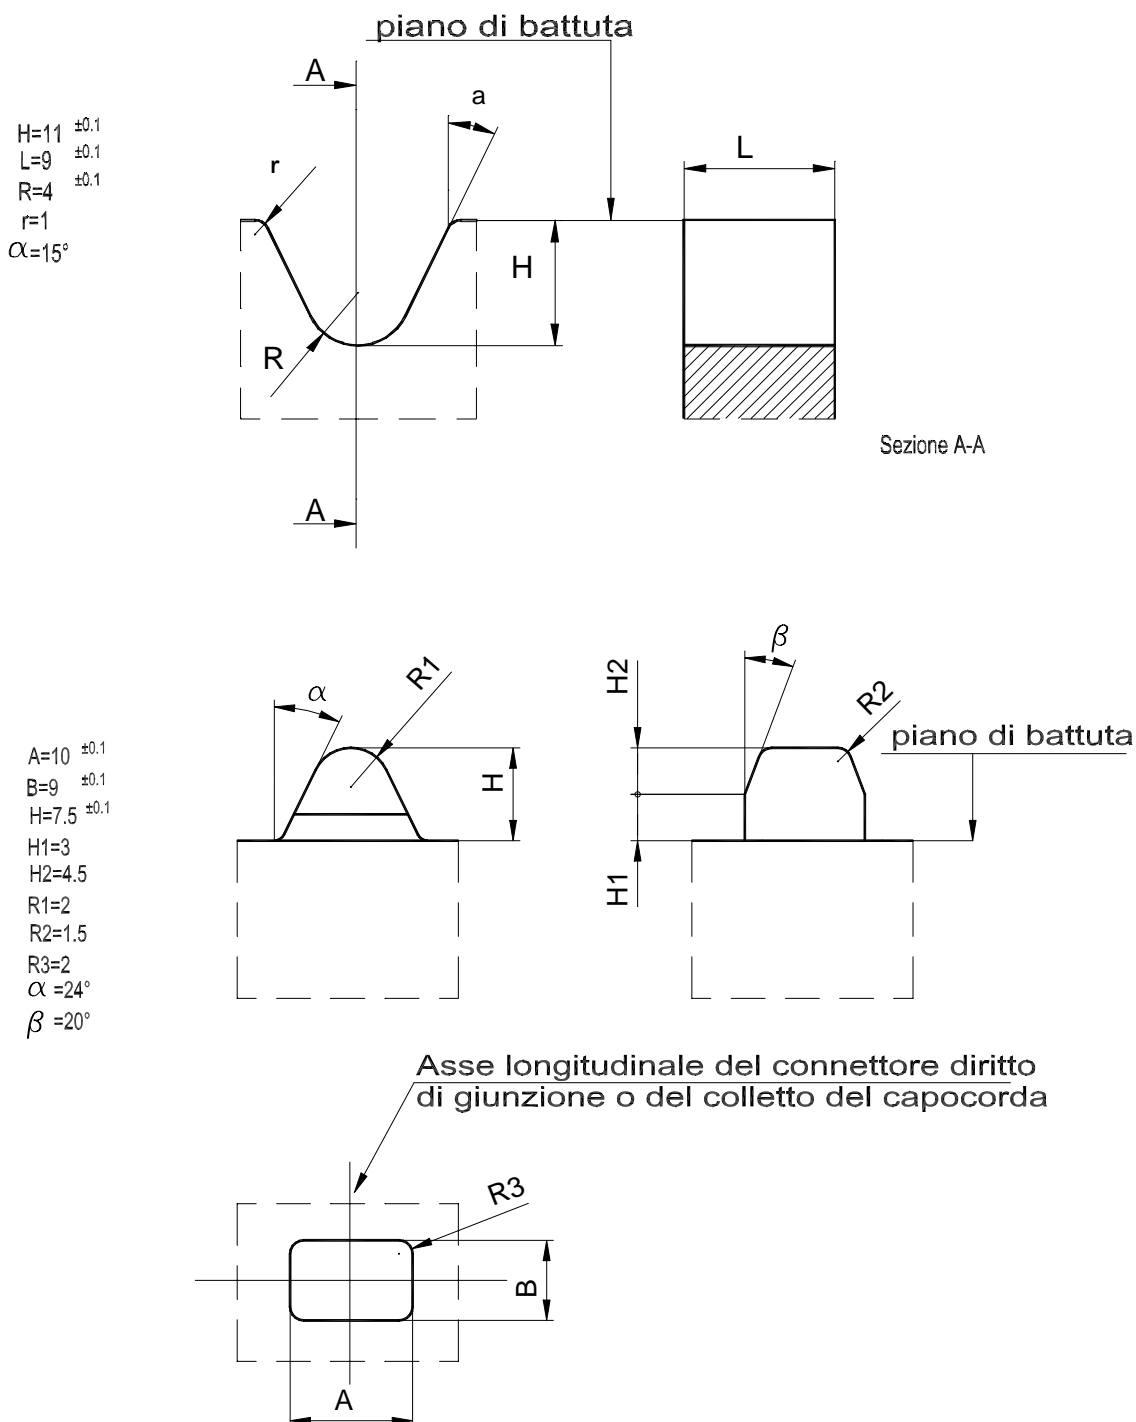 piano di battuta
A
a
H=11 ±0.1
L=9 ±0.1
R=4 ±0.1
r=1
α=15°
r
L
H
R
Sezione A-A
A
β
H2
R1
α
R2
piano di battuta
A=10 ±0.1
B=9 ±0.1
H=7.5 ±0.1
H1=3
H2=4.5
R1=2
R2=1.5
R3=2
α =24°
β =20°
H
H1
Asse longitudinale del connettore diritto
di giunzione o del colletto del capocorda
R3
B
A